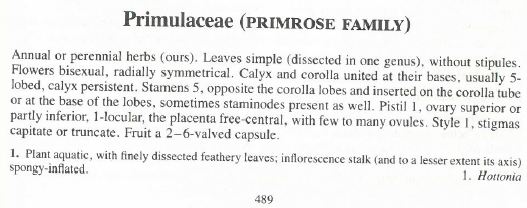 Primulaceae (PRIMROSE FAMILY)
Annual or perennial herbs (ours). Leaves simple (dissected in one genus), without stipules.
Flowers bisexual, radially symmetrical. Calyx and corolla united at their bases, usually 5-
lobed, calyx persistent. Stamens 5, opposite the corolla lobes and inserted on the corolla tube
or at the base of the lobes, sometimes staminodes present as well. Pistil 1, ovary superior or
partly inferior, 1-locular, the placenta free-central, with few to many ovules. Style 1, stigmas
capitate or truncate. Fruit a 2–6-valved capsule.
1. Plant aquatic, with finely dissected feathery leaves; inflorescence stalk (and to a lesser extent its axis)
spongy-inflated. 1. Hottonia
489